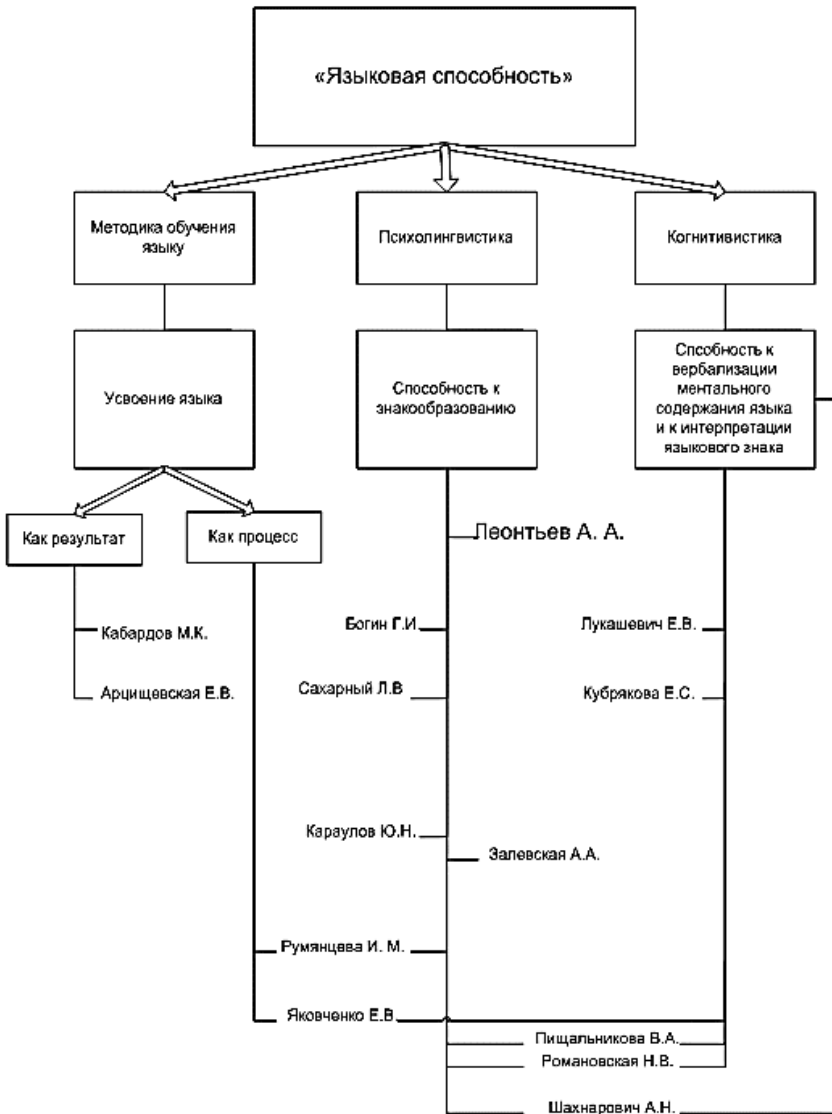 «Языковая способность»
Методика обучения
языку
Психолингвистика
Когнитивистика
Усвоение языка
Способность к
знакообразованию
Спсобность к
вербализации
ментального
содержания языка
и к интерпретации
языкового знака
Как результат
Как процесс
Леонтьев А. А.
Кабардов М.К.
Богин Г.И
Лукашевич Е.В.
Арцищевская Е.В.
Сахарный Л.В
Кубрякова Е.С.
Караулов Ю.Н.
Залевская А.А.
Румянцева И. М.
Яковченко Е.В
Пищальникова В.А.
Романовская Н.В.
Шахнарович А.Н.